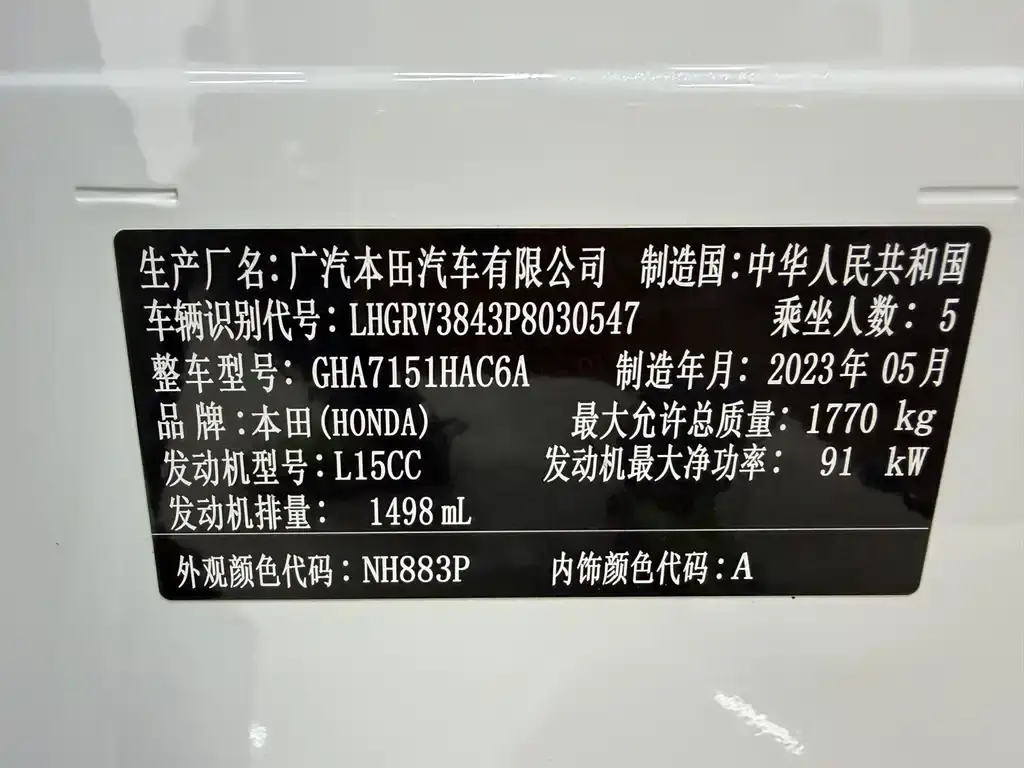 生产厂名：广汽本田汽车有限公司 制造国：中华人民共和国
车辆识别代号：LHGRV3843P8030547 乘坐人数：5
整车型号：GHA7151HAC6A 制造年月：2023年05月
品牌：本田(HONDA) 最大允许总质量：1770 kg
发动机型号：L15CC 发动机最大净功率：91 kW
发动机排量：1498mL
外观颜色代码：NH883P 内饰颜色代码：A